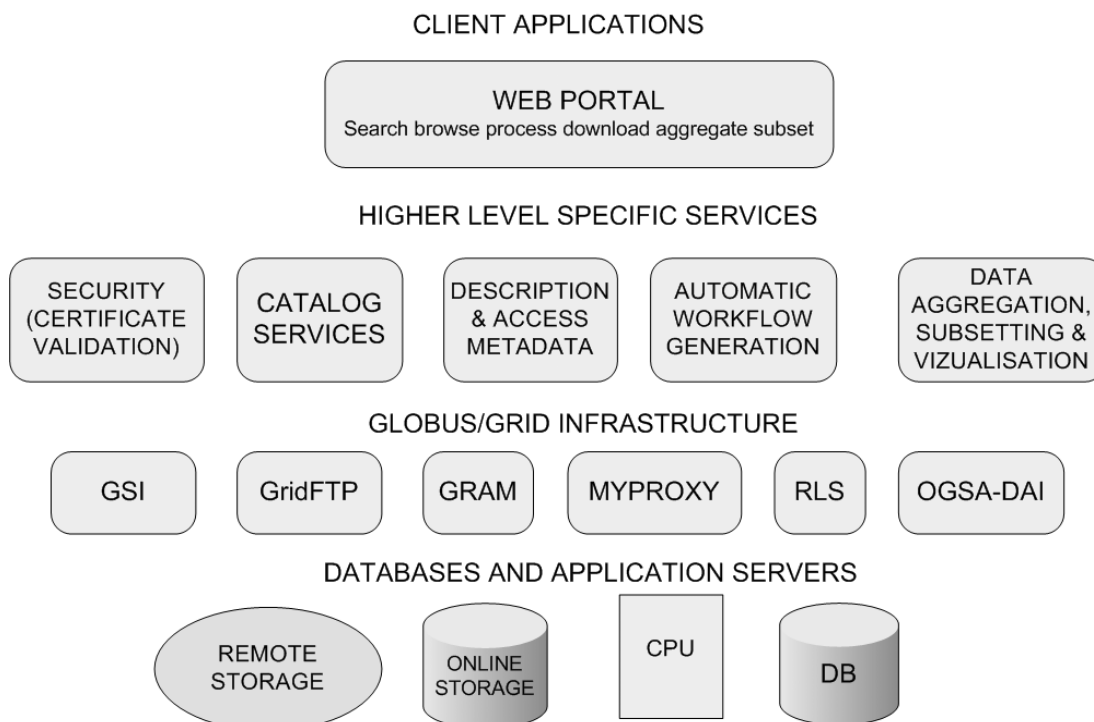 CLIENT APPLICATIONS
WEB PORTAL
Search browse process download aggregate subset
HIGHER LEVEL SPECIFIC SERVICES
SECURITY
(CERTIFICATE
VALIDATION)
CATALOG
SERVICES
DESCRIPTION
& ACCESS
METADATA
AUTOMATIC
WORKFLOW
GENERATION
DATA
AGGREGATION,
SUBSETTING &
VIZUALISATION
GLOBUS/GRID INFRASTRUCTURE
GSI
GridFTP
GRAM
MYPROXY
RLS
OGSA-DAI
DATABASES AND APPLICATION SERVERS
REMOTE
STORAGE
ONLINE
STORAGE
CPU
DB